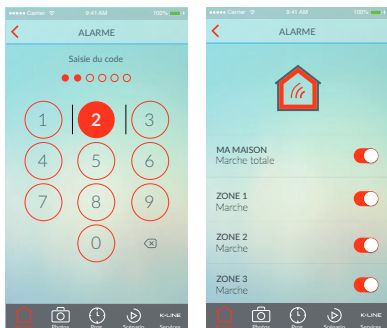 Carrier 9:41 AM 100%
ALARME
Saisie du code
1 2 3
4 5 6
7 8 9
0
Photos Prog Scénario Services
K•LINE
Carrier 9:41 AM 100%
ALARME
MA MAISON
Marche totale
ZONE 1
Marche
ZONE 2
Marche
ZONE 3
Marche
K•LINE
Photos Prog Scénario Services